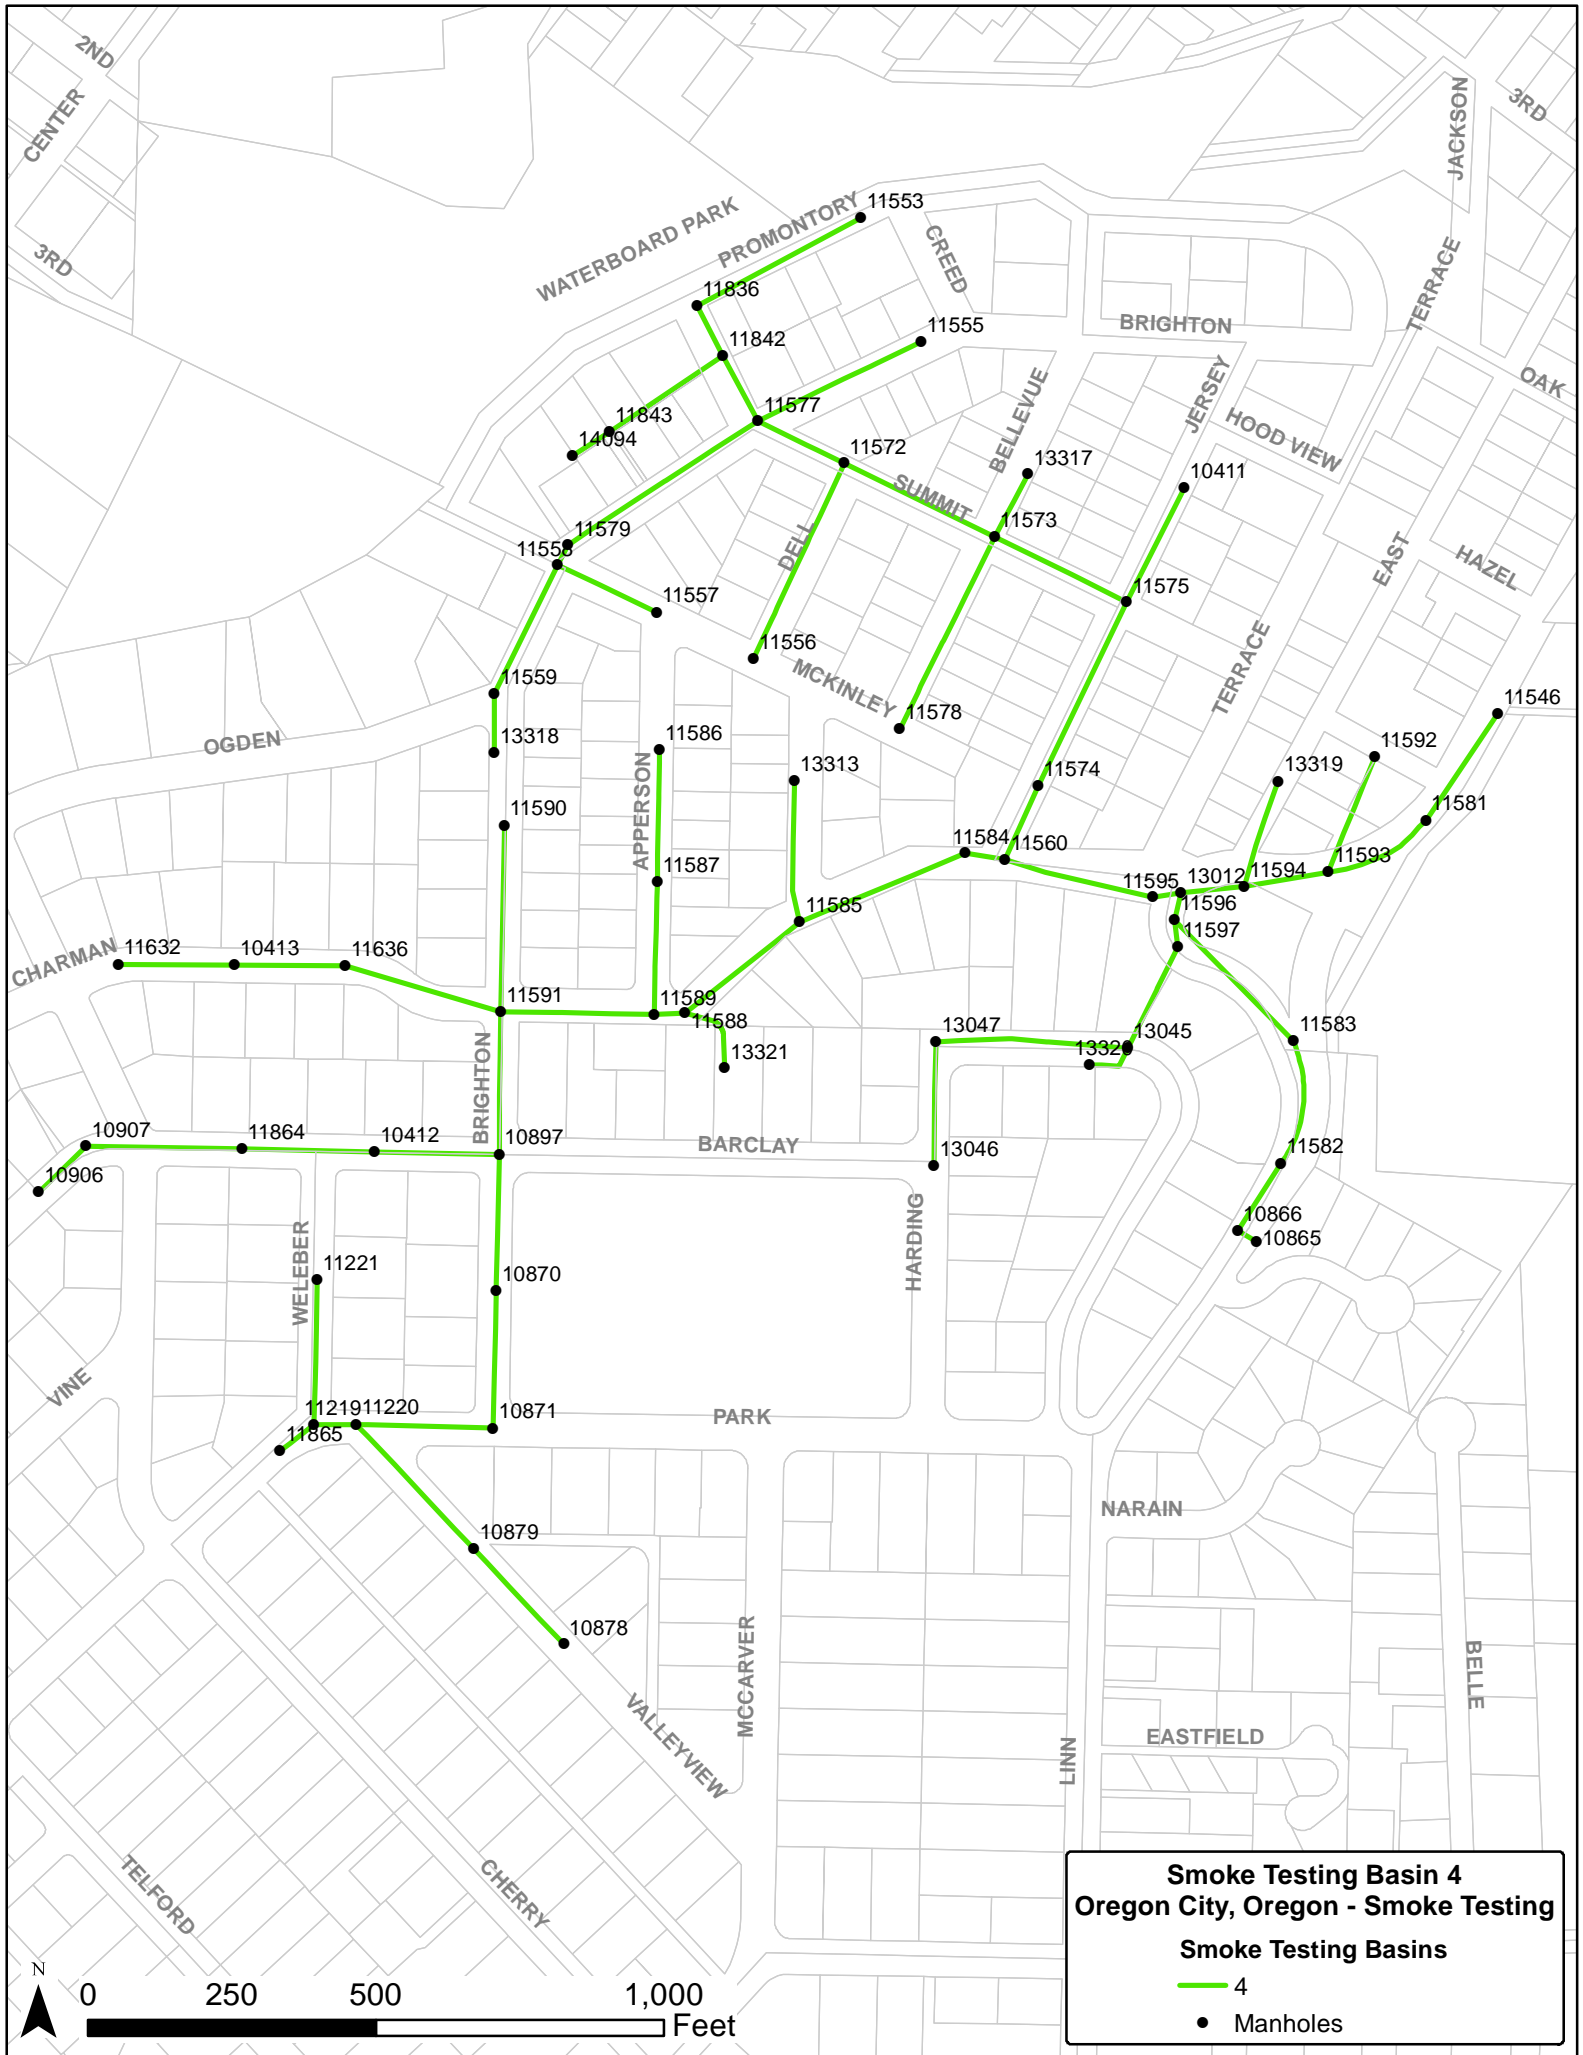 2ND
CENTER
3RD
JACKSON
3RD
WATERBOARD PARK
PROMONTORY
11553
CREED
TERRACE
11836
BRIGHTON
11842
11555
OAK
BELLEVUE
JERSEY
11843
11577
HOOD VIEW
14094
11572
13317
10411
SUMMIT
11579
11573
DELL
EAST
HAZEL
11558
11575
11557
11556
MCKINLEY
TERRACE
11559
11578
11546
OGDEN
13318
11586
11592
APPERSON
13313
13319
11574
11590
11581
11584
11560
11587
11593
11594
13012
11595
11596
11585
11597
CHARMAN
11632
10413
11636
11591
11589
11588
13047
13045
11583
BRIGHTON
13321
13320
10907
11864
10412
10897
BARCLAY
13046
11582
10906
HARDING
10866
10865
WELEBER
11221
10870
VINE
11219
11220
10871
PARK
11865
NARAIN
10879
10878
MCCARVER
BELLE
VALLEYVIEW
LINN
EASTFIELD
TELFORD
CHERRY
Smoke Testing Basin 4
Oregon City, Oregon - Smoke Testing
Smoke Testing Basins
4
Manholes
N
0 250 500 1,000
Feet